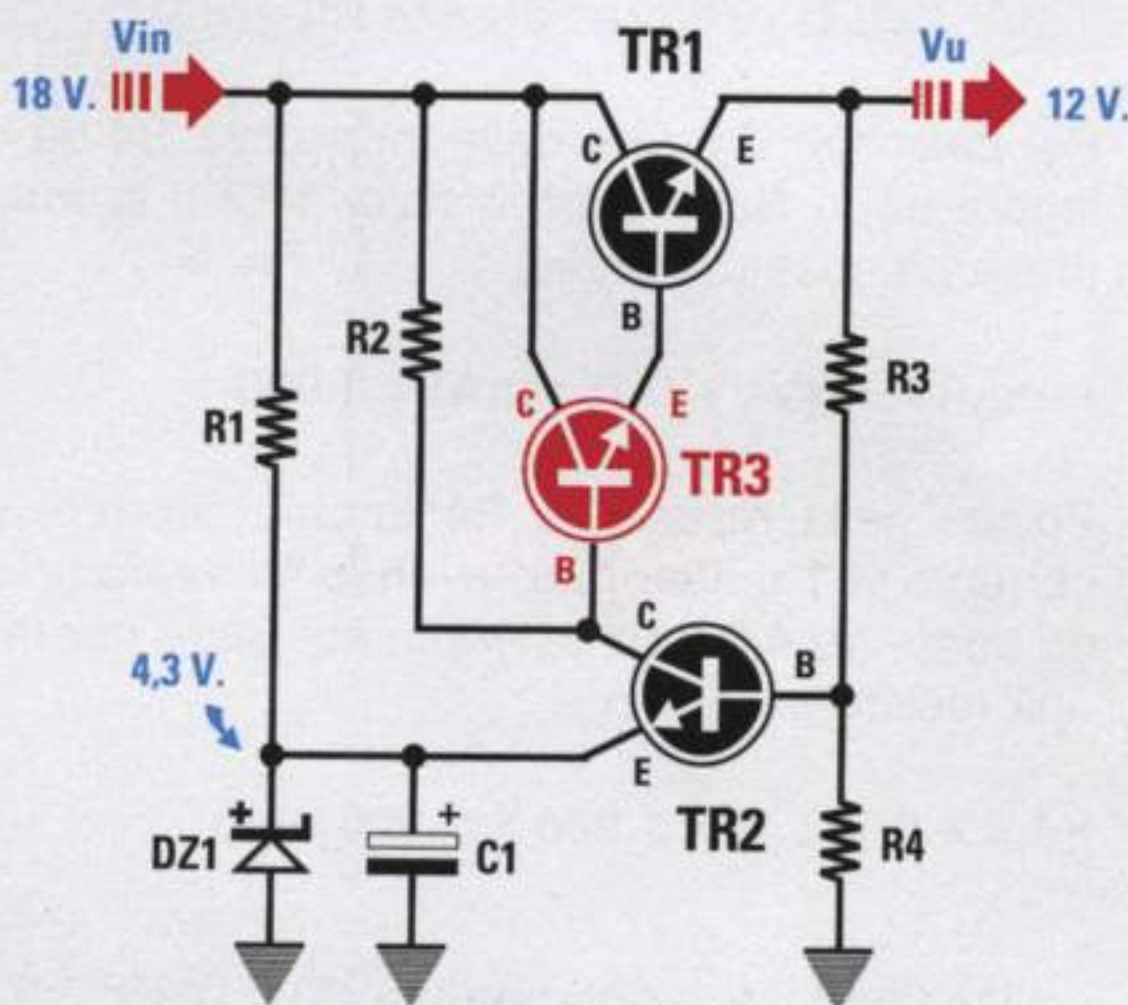 Vin
18 V.
TR1
Vu
12 V.
C
E
B
R2
R3
R1
C
E
TR3
B
C
B
4,3 V.
E
TR2
DZ1
+
+
C1
R4